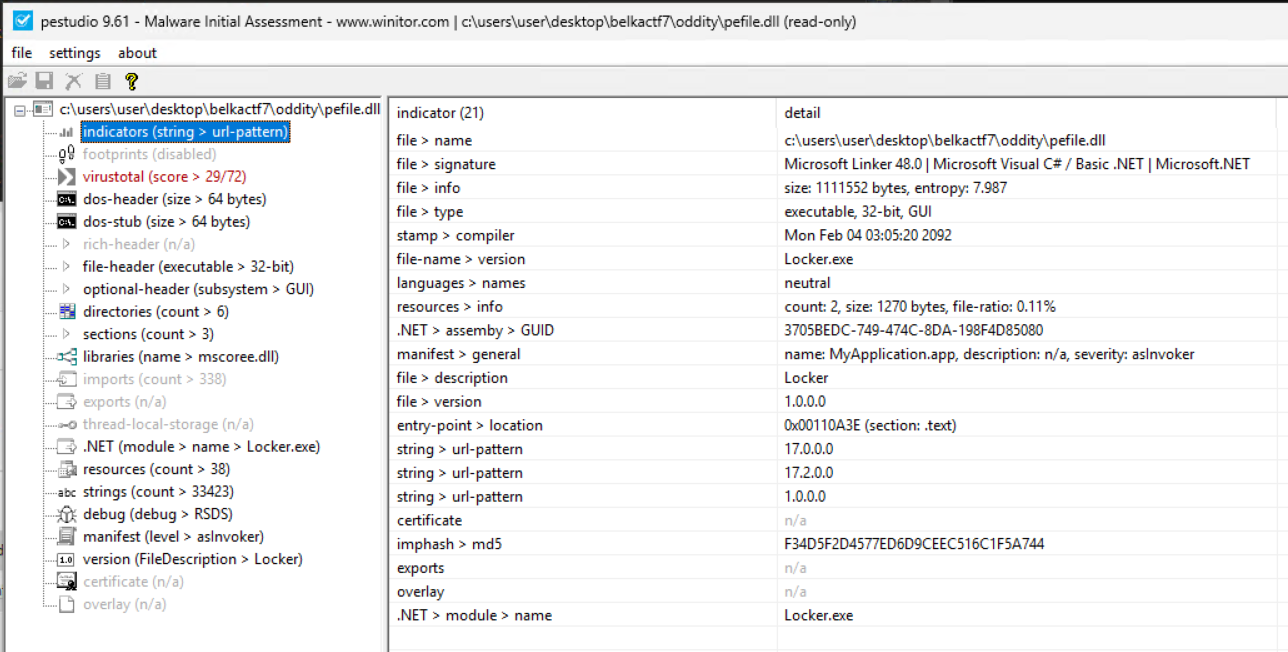 pestudio 9.61 - Malware Initial Assessment - www.winitor.com | c:\users\user\desktop\belkactf7\oddity\pefile.dll (read-only)
file settings about
c:\users\user\desktop\belkactf7\oddity\pefile.dll
indicators (string > url-pattern)
footprints (disabled)
virustotal (score > 29/72)
dos-header (size > 64 bytes)
dos-stub (size > 64 bytes)
rich-header (n/a)
file-header (executable > 32-bit)
optional-header (subsystem > GUI)
directories (count > 6)
sections (count > 3)
libraries (name > mscoree.dll)
imports (count > 338)
exports (n/a)
thread-local-storage (n/a)
.NET (module > name > Locker.exe)
resources (count > 38)
abc strings (count > 33423)
debug (debug > RSDS)
manifest (level > asInvoker)
1.0 version (FileDescription > Locker)
certificate (n/a)
overlay (n/a)
indicator (21) detail
file > name c:\users\user\desktop\belkactf7\oddity\pefile.dll
file > signature Microsoft Linker 48.0 | Microsoft Visual C# / Basic .NET | Microsoft.NET
file > info size: 1111552 bytes, entropy: 7.987
file > type executable, 32-bit, GUI
stamp > compiler Mon Feb 04 03:05:20 2092
file-name > version Locker.exe
languages > names neutral
resources > info count: 2, size: 1270 bytes, file-ratio: 0.11%
.NET > assemby > GUID 3705BEDC-749-474C-8DA-198F4D85080
manifest > general name: MyApplication.app, description: n/a, severity: asInvoker
file > description Locker
file > version 1.0.0.0
entry-point > location 0x00110A3E (section: .text)
string > url-pattern 17.0.0.0
string > url-pattern 17.2.0.0
string > url-pattern 1.0.0.0
certificate n/a
imphash > md5 F34D5F2D4577ED6D9CEEC516C1F5A744
exports n/a
overlay n/a
.NET > module > name Locker.exe